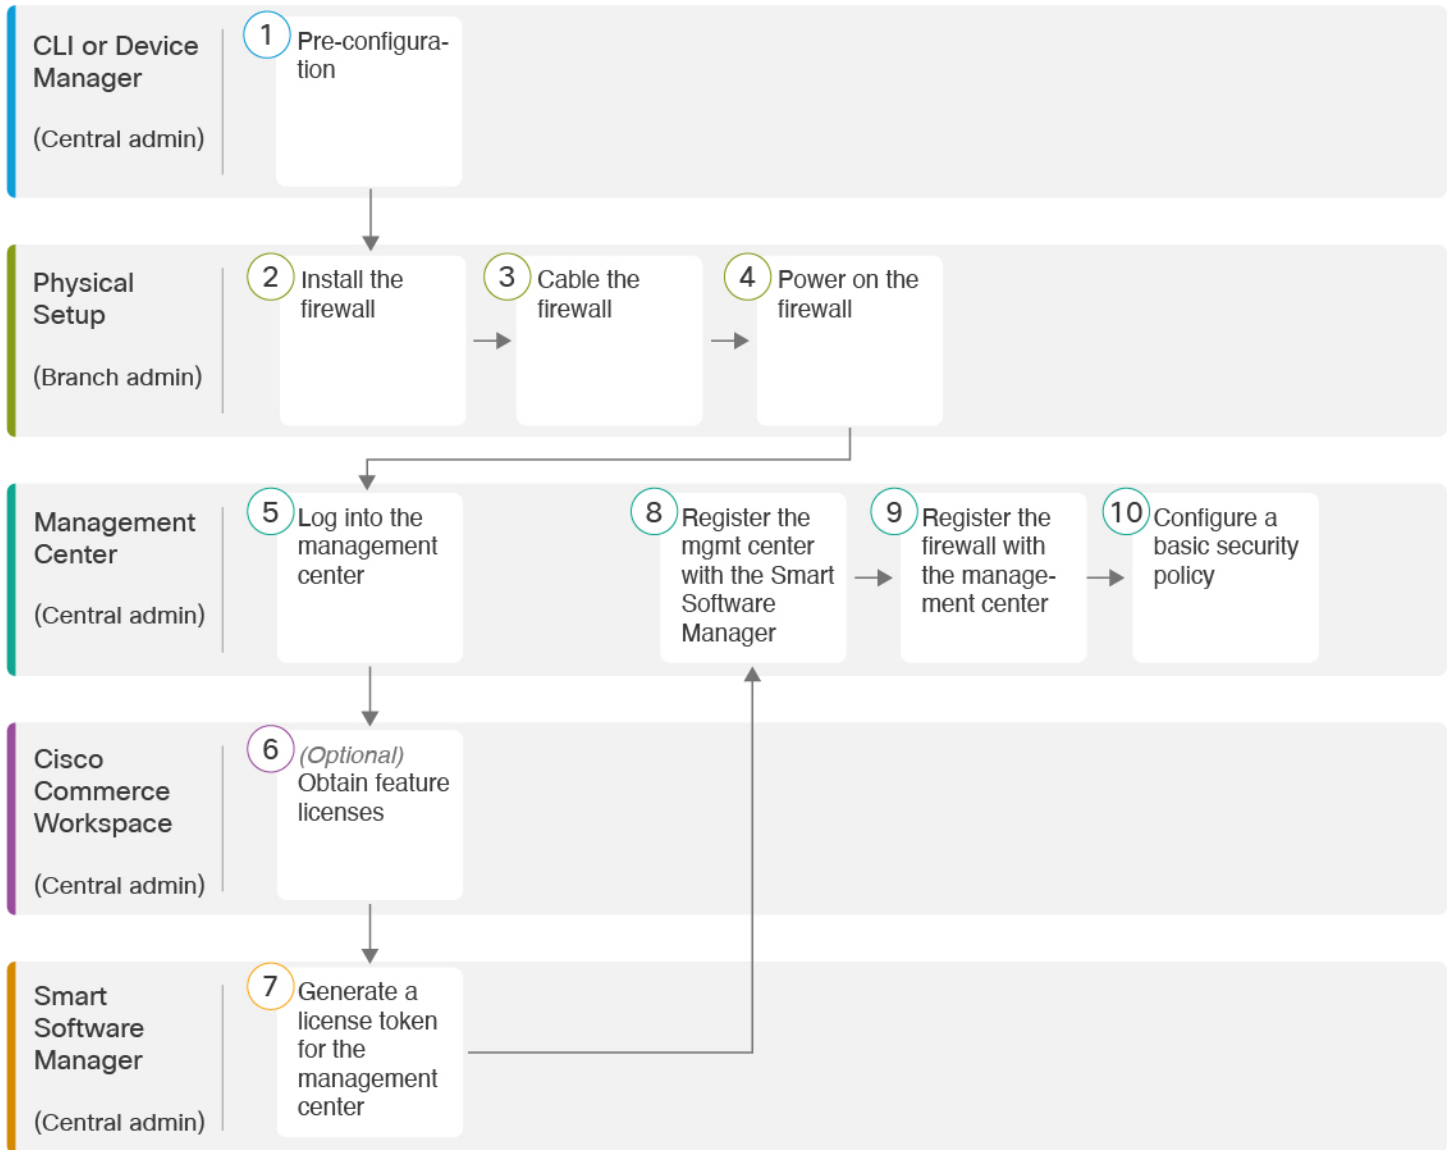 CLI or Device
Manager
(Central admin)
1
Pre-configura-
tion
Physical
Setup
(Branch admin)
2
Install the
firewall
3
Cable the
firewall
4
Power on the
firewall
Management
Center
(Central admin)
5
Log into the
management
center
8
Register the
mgmt center
with the Smart
Software
Manager
9
Register the
firewall with
the manage-
ment center
10
Configure a
basic security
policy
Cisco
Commerce
Workspace
(Central admin)
6
(Optional)
Obtain feature
licenses
Smart
Software
Manager
(Central admin)
7
Generate a
license token
for the
management
center